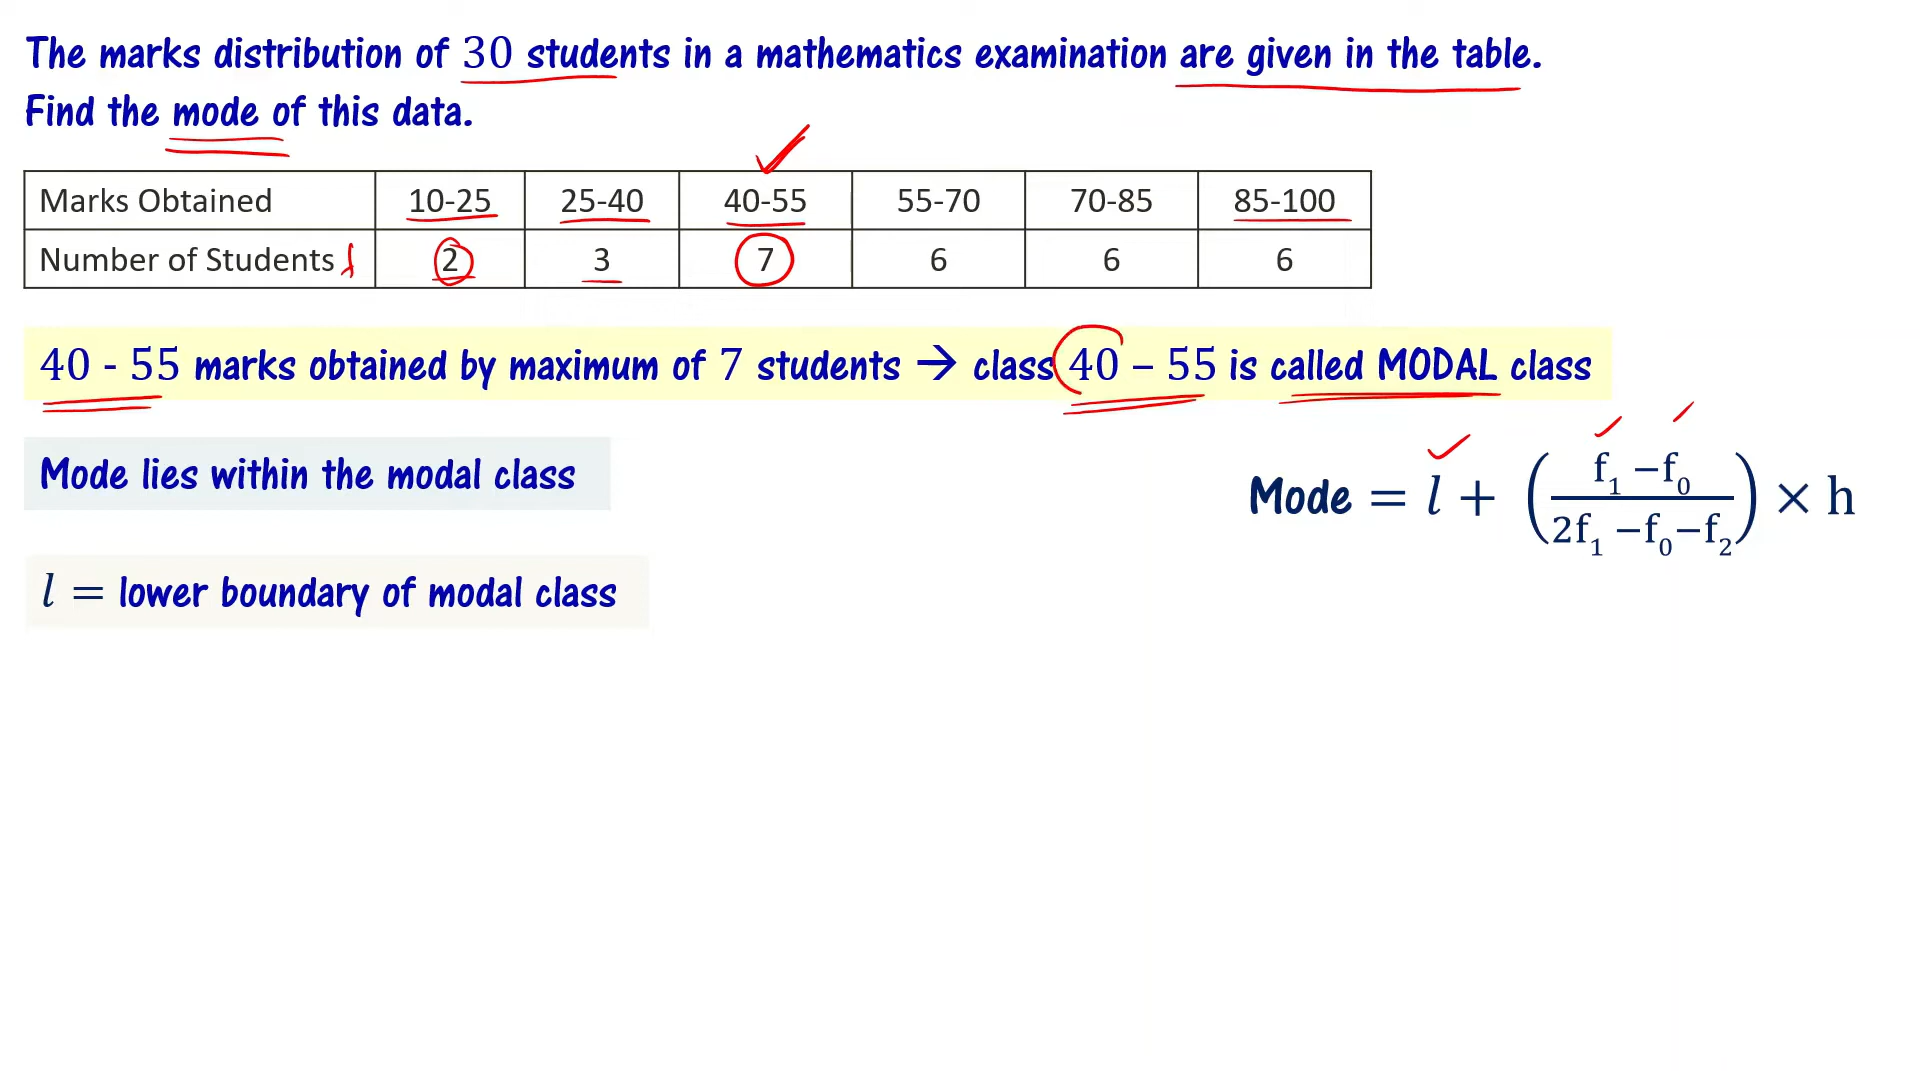 The marks distribution of 30 students in a mathematics examination are given in the table.
Find the mode of this data.
Marks Obtained 10-25 25-40 40-55 55-70 70-85 85-100
Number of Students f 2 3 7 6 6 6
40 - 55 marks obtained by maximum of 7 students → class 40 – 55 is called MODAL class
Mode lies within the modal class
Mode = l + ( f₁ −f₀ / 2f₁ −f₀−f₂ ) × h
l = lower boundary of modal class